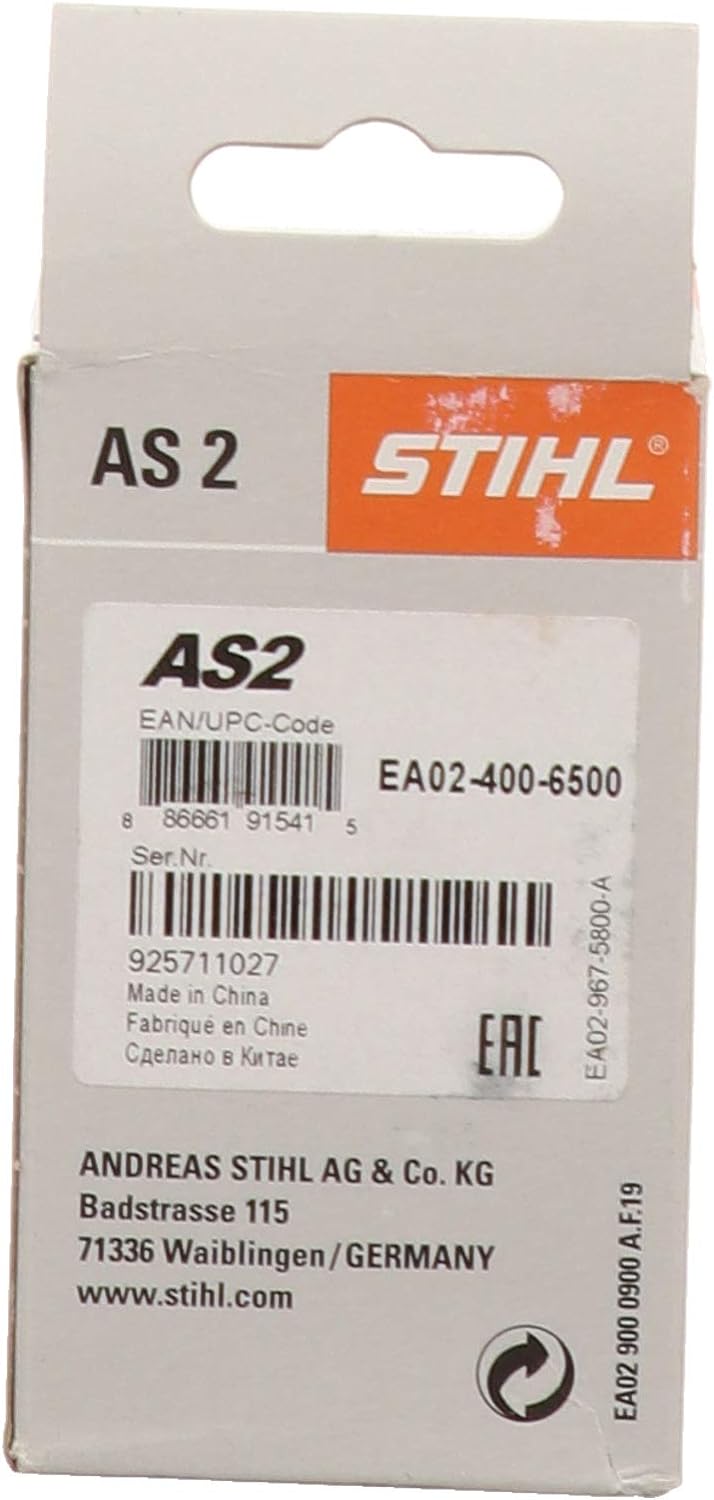 AS 2
STIHL®
AS2
EAN/UPC-Code
EA02-400-6500
8 86661 91541 5
Ser.Nr.
925711027
Made in China
Fabriqué en Chine
Сделано в Китае
EAC
EA02-967-5800-A
ANDREAS STIHL AG & Co. KG
Badstrasse 115
71336 Waiblingen/GERMANY
www.stihl.com
EA02 900 0900 A.F.19